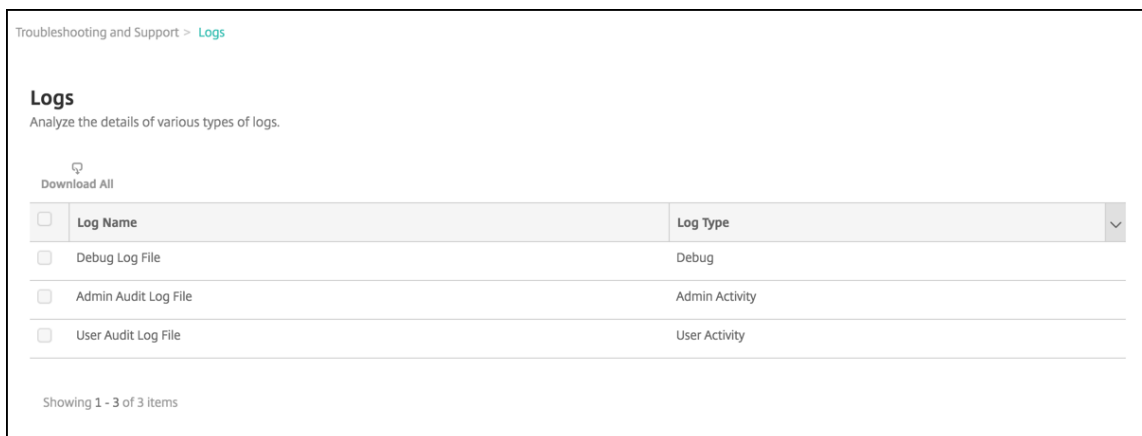 Troubleshooting and Support > Logs
Logs
Analyze the details of various types of logs.
Download All
Log Name Log Type
Debug Log File Debug
Admin Audit Log File Admin Activity
User Audit Log File User Activity
Showing 1 - 3 of 3 items